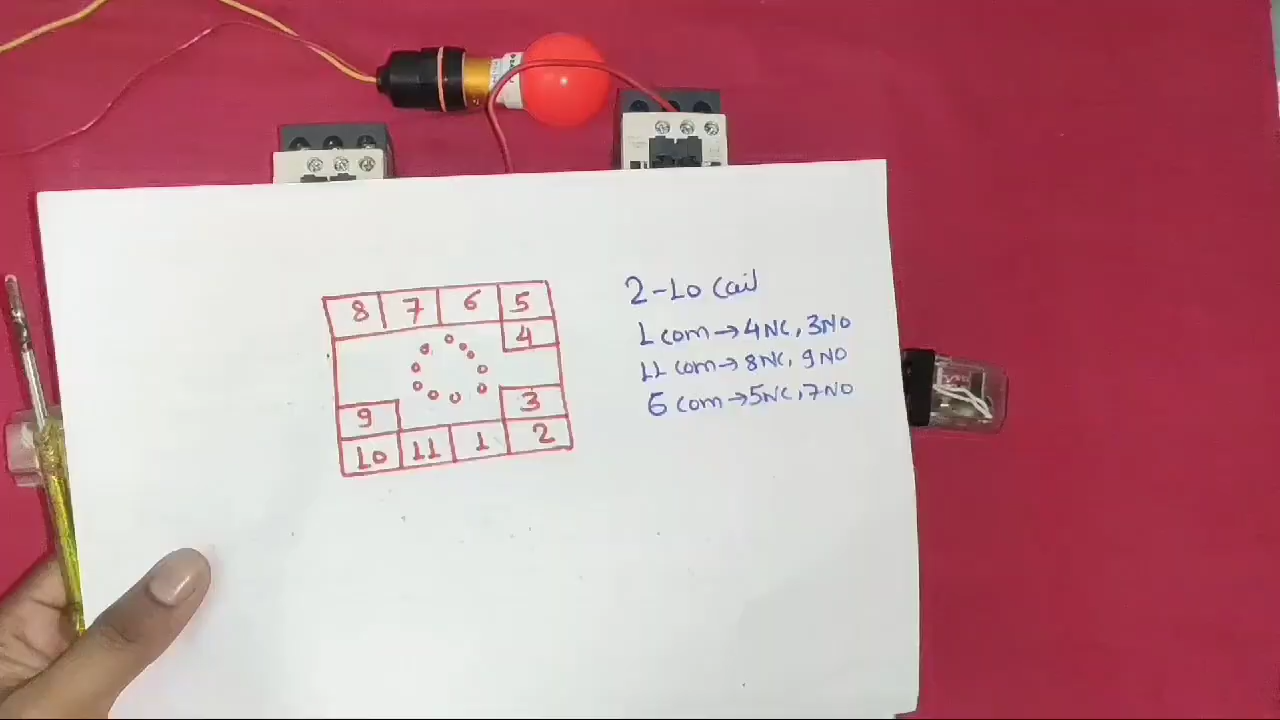 8 7 6 5
4
9
3
10 11 1 2
2-10 Cail
1 com→4NC, 3NO
11 com→8NC, 9NO
6 com→5NC, 7NO